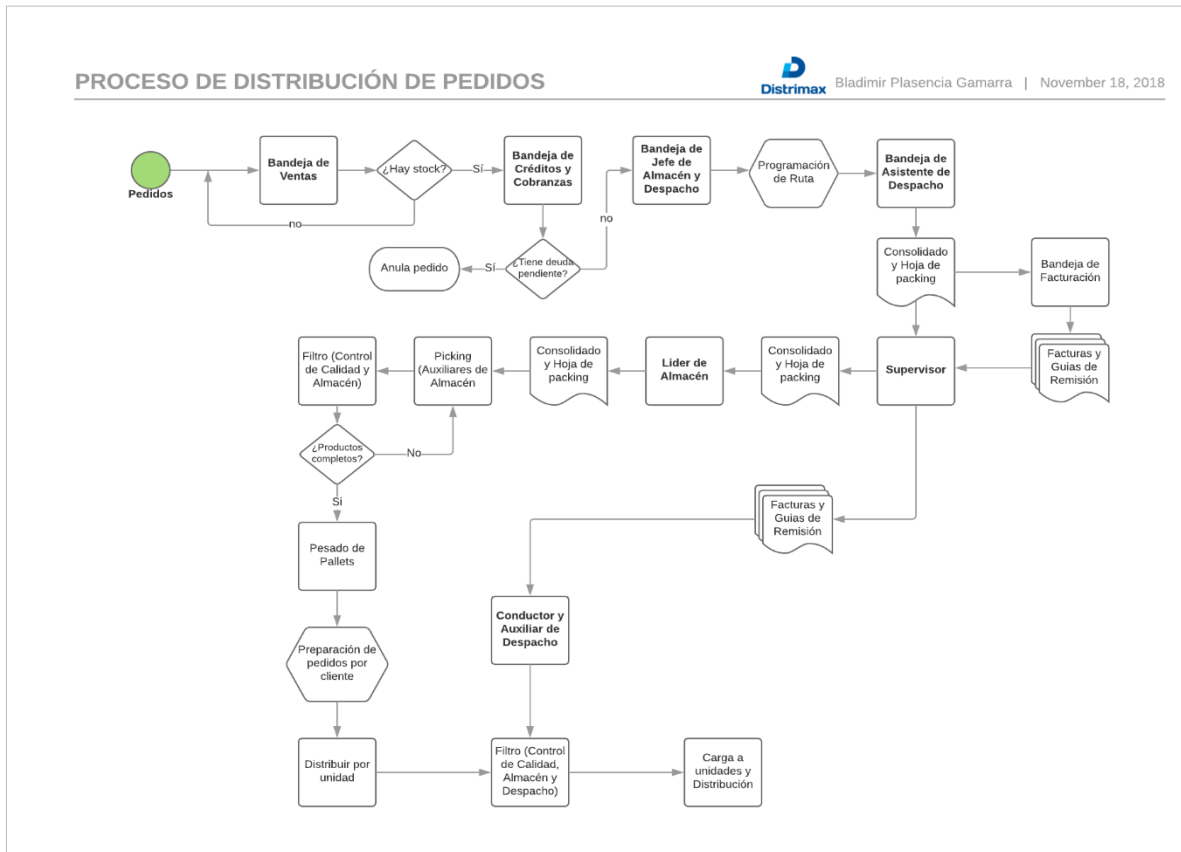 PROCESO DE DISTRIBUCIÓN DE PEDIDOS
Distrimax
Bladimir Plasencia Gamarra | November 18, 2018
Pedidos
Bandeja de
Ventas
¿Hay stock?
Sí
no
Bandeja de
Créditos y
Cobranzas
¿Tiene deuda
pendiente?
Sí
Anula pedido
no
Bandeja de
Jefe de
Almacén y
Despacho
Programación
de Ruta
Bandeja de
Asistente de
Despacho
Consolidado
y Hoja de
packing
Bandeja de
Facturación
Facturas y
Guias de
Remisión
Supervisor
Consolidado
y Hoja de
packing
Lider de
Almacén
Consolidado
y Hoja de
packing
Picking
(Auxiliares de
Almacén
Filtro (Control
de Calidad y
Almacén)
¿Productos
completos?
No
Sì
Pesado de
Pallets
Preparación de
pedidos por
cliente
Distribuir por
unidad
Facturas y
Guias de
Remisión
Conductor y
Auxiliar de
Despacho
Filtro (Control
de Calidad,
Almacén y
Despacho)
Carga a
unidades y
Distribución